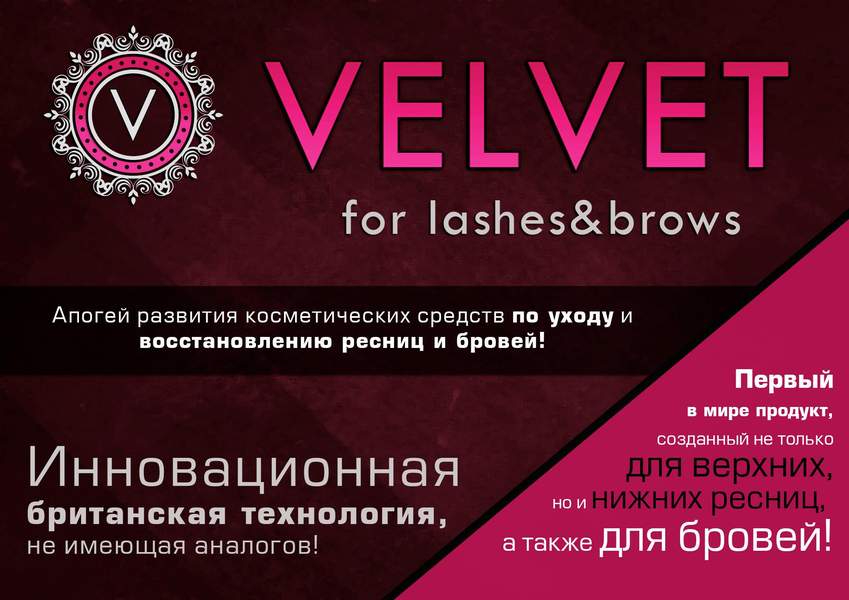 V
VELVET
for lashes&brows
Апогей развития косметических средств по уходу и
восстановлению ресниц и бровей!
Инновационная
британская технология,
не имеющая аналогов!
Первый
в мире продукт,
созданный не только
для верхних,
но и нижних ресниц,
а также для бровей!